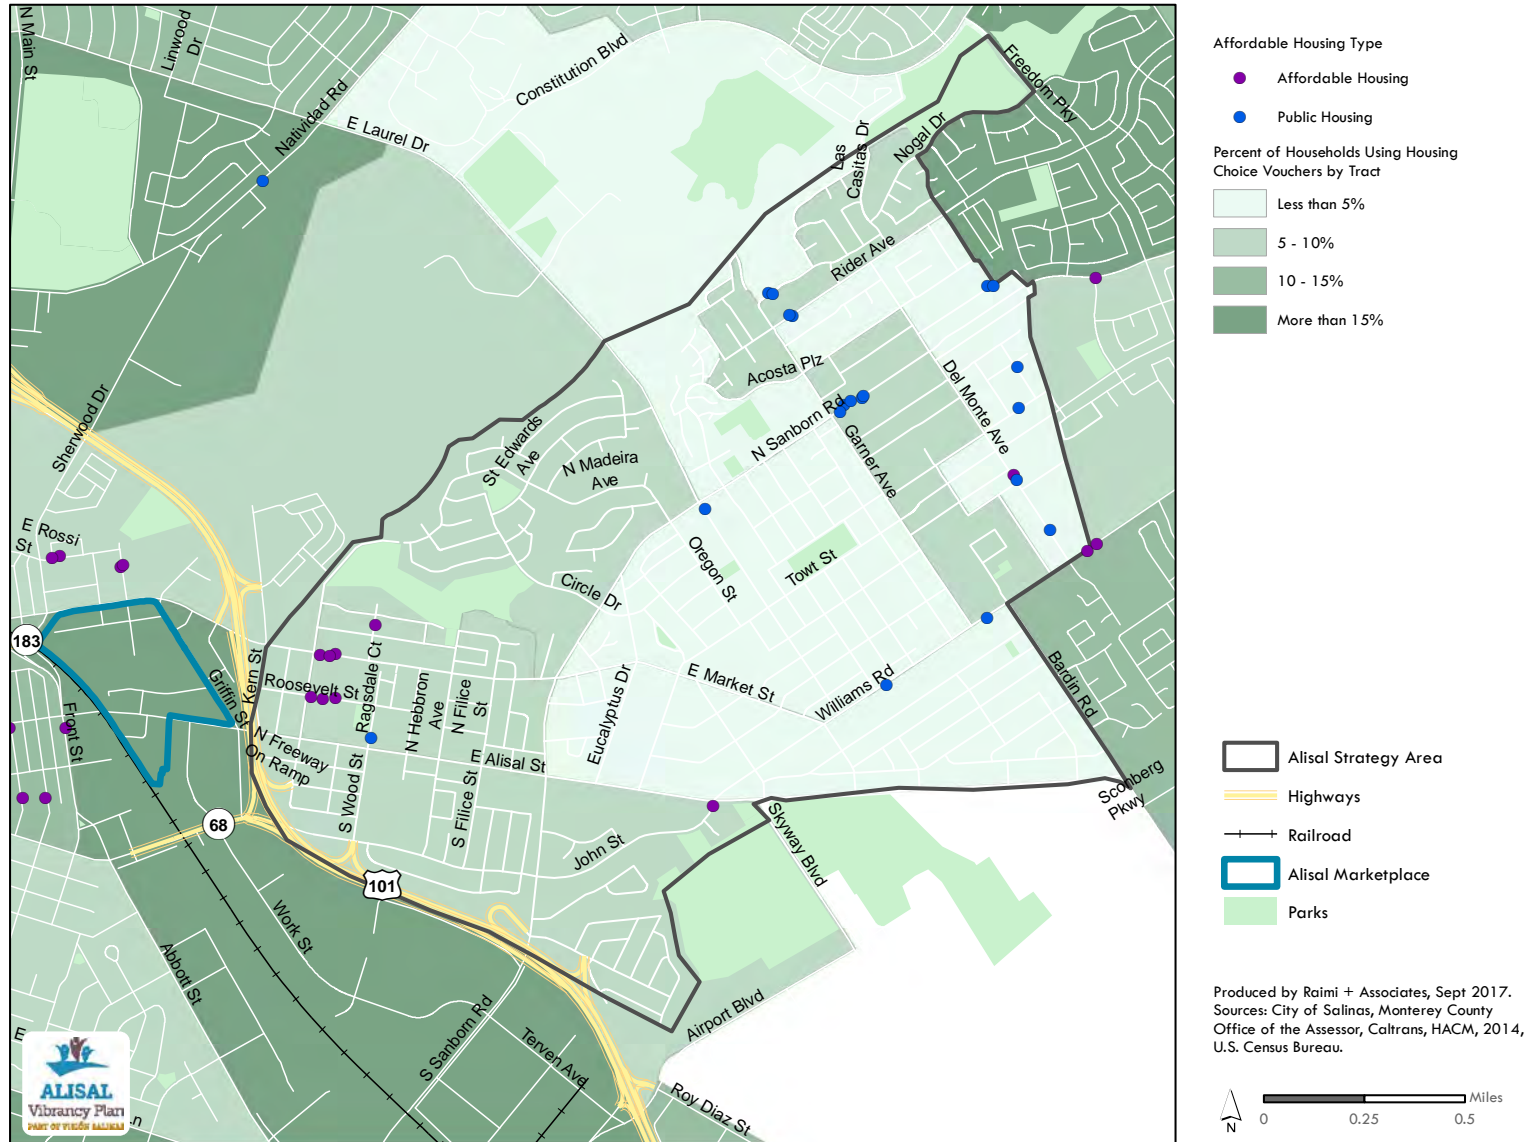 N Main St
Linwood
Dr
Natividad Rd
Constitution Blvd
E Laurel Dr
Freedom Pky
Las
Casitas Dr
Nogal Dr
Rider Ave
Acosta Plz
Del Monte Ave
N Sanborn Rd
Garner Ave
Sherwood Dr
St Edwards
Ave
N Madeira
Ave
E Rossi
St
Oregon St
Towt St
Circle Dr
183
Griffin St
Kern St
Roosevelt St
Ragsdale Ct
N Hebbron
Ave
N Filice
St
Eucalyptus Dr
E Market St
Williams Rd
Bardin Rd
Front St
N Freeway
On Ramp
E Alisal St
S Wood St
S Filice St
68
101
John St
Skyway Blvd
Sconberg
Pkwy
Work St
Abbott St
S Sanborn Rd
Terven Ave
Airport Blvd
Roy Diaz St
E
ALISAL
Vibrancy Plan
PART OF VISIÓN SALINAS
Affordable Housing Type
Affordable Housing
Public Housing
Percent of Households Using Housing
Choice Vouchers by Tract
Less than 5%
5 - 10%
10 - 15%
More than 15%
Alisal Strategy Area
Highways
Railroad
Alisal Marketplace
Parks
Produced by Raimi + Associates, Sept 2017.
Sources: City of Salinas, Monterey County
Office of the Assessor, Caltrans, HACM, 2014,
U.S. Census Bureau.
N
Miles
0
0.25
0.5